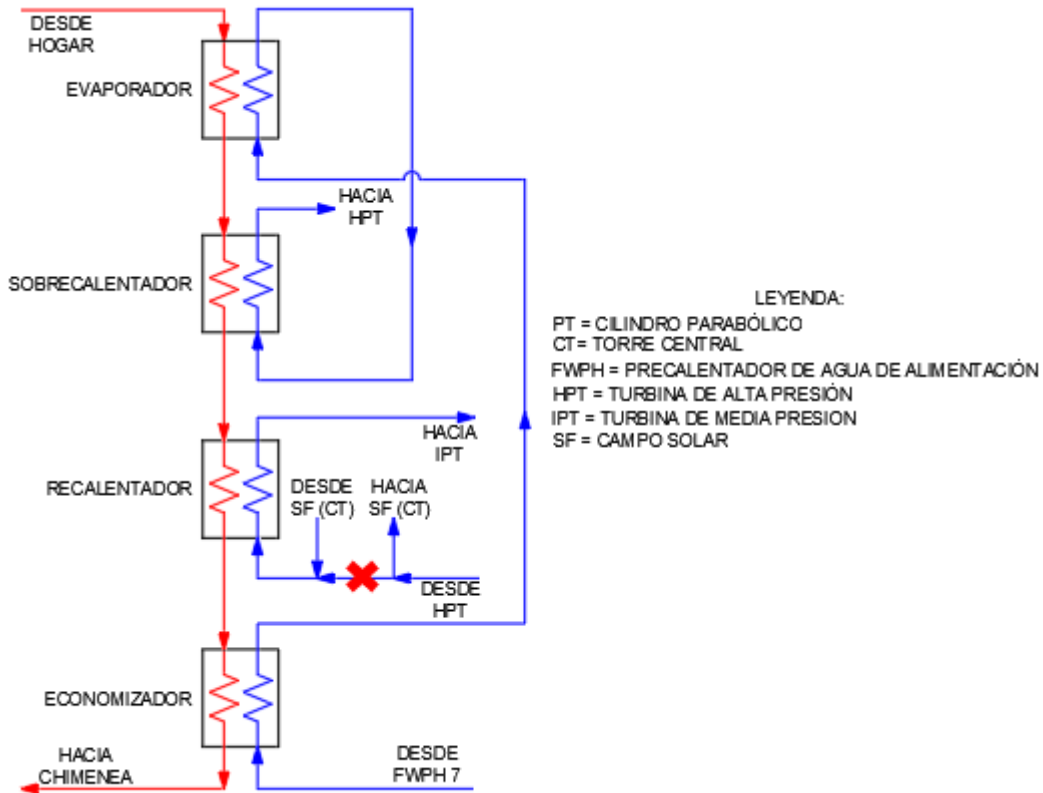 DESDE
HOGAR
EVAPORADOR
HACIA
HPT
SOBRECALENTADOR
LEYENDA:
PT = CILINDRO PARABÓLICO
CT = TORRE CENTRAL
FWPH = PRECALENTADOR DE AGUA DE ALIMENTACIÓN
HPT = TURBINA DE ALTA PRESIÓN
IPT = TURBINA DE MEDIA PRESION
SF = CAMPO SOLAR
HACIA
IPT
RECALENTADOR
DESDE
SF (CT)
HACIA
SF (CT)
DESDE
HPT
ECONOMIZADOR
HACIA
CHIMENEA
DESDE
FWPH 7